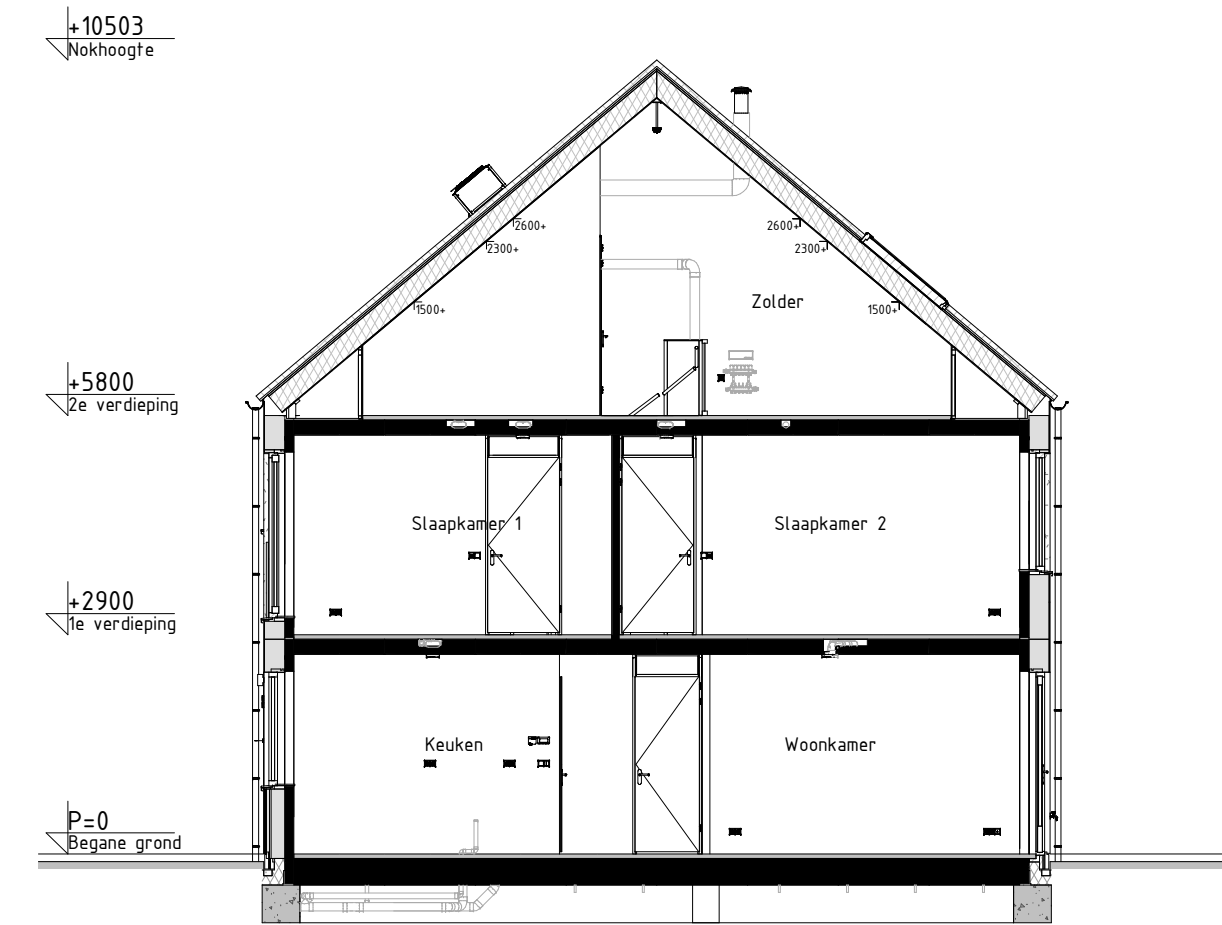 +10503
Nokhoogte
2600+
2600+
2300+
2300+
Zolder
1500+
1500+
+5800
2e verdieping
Slaapkamer 1
Slaapkamer 2
+2900
1e verdieping
Keuken
Woonkamer
P=0
Begane grond